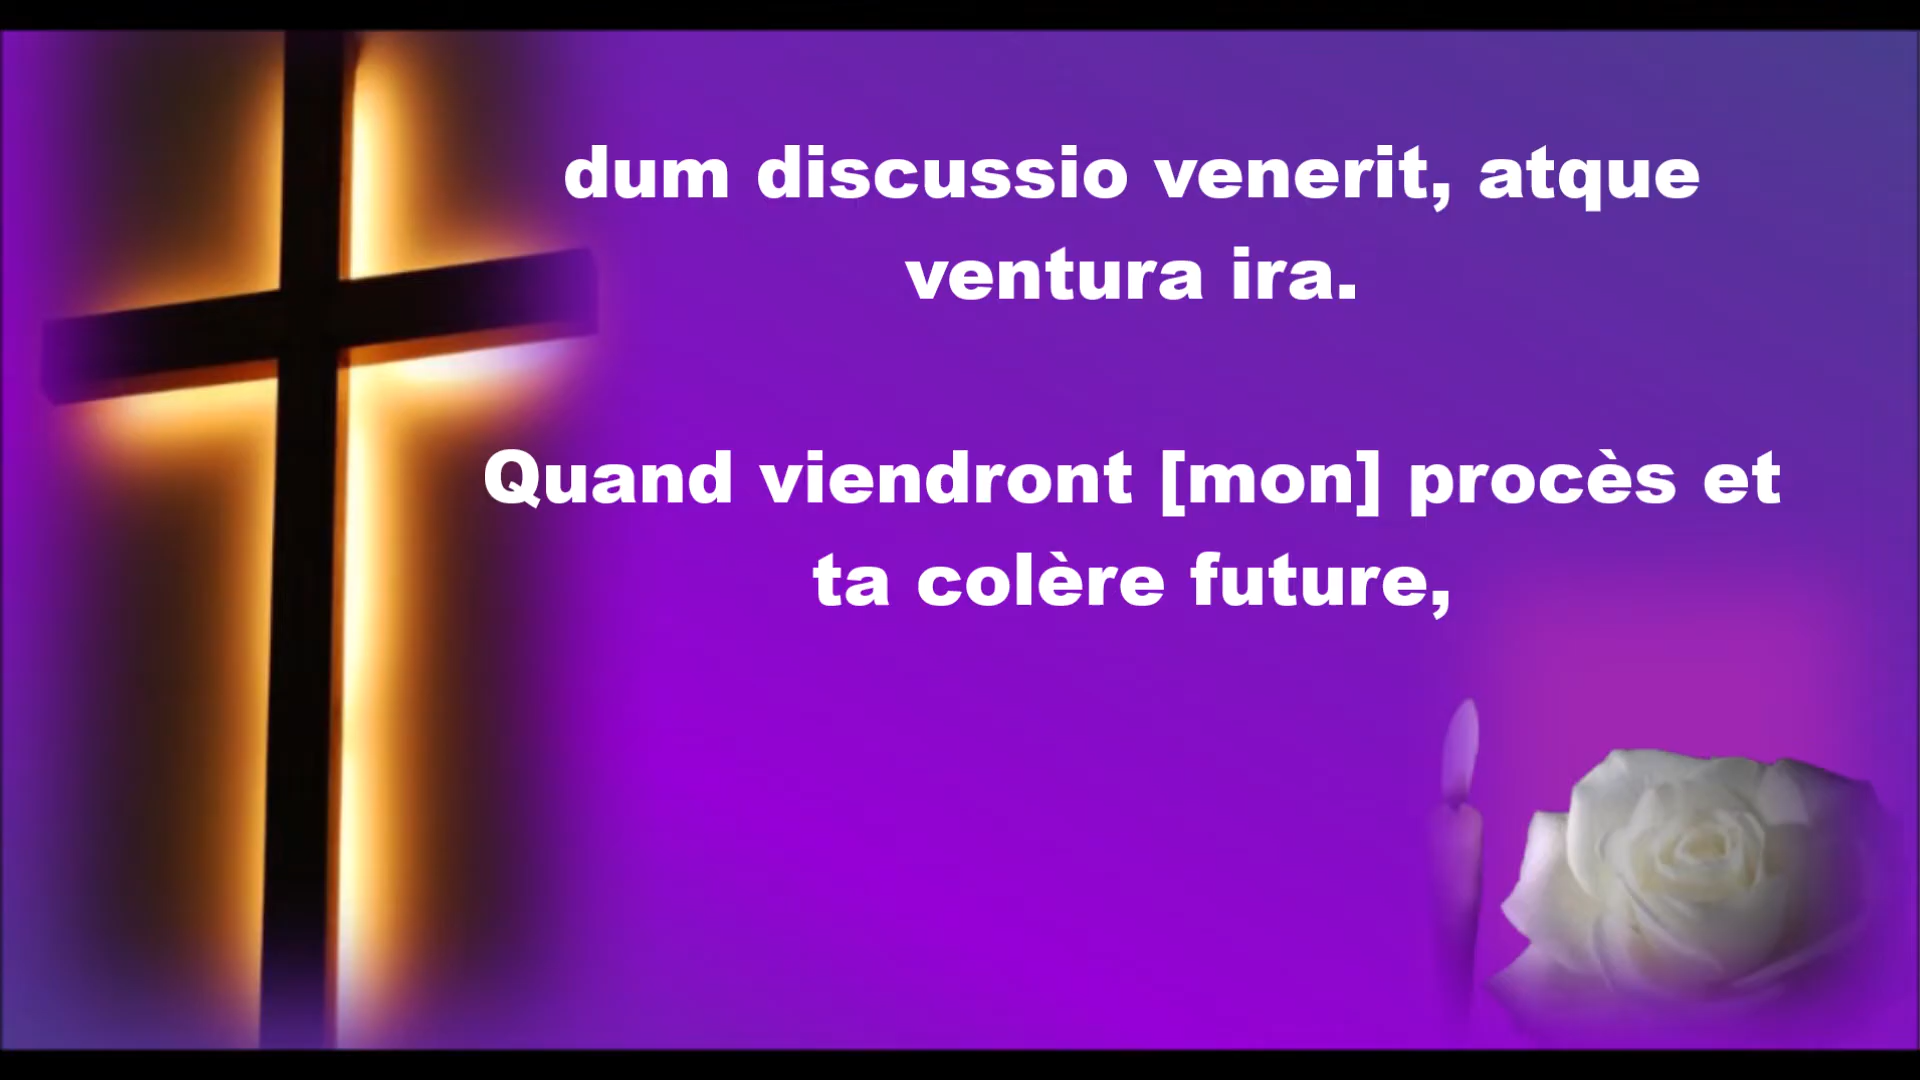 dum discussio venerit, atque
ventura ira.
Quand viendront [mon] procès et
ta colère future,